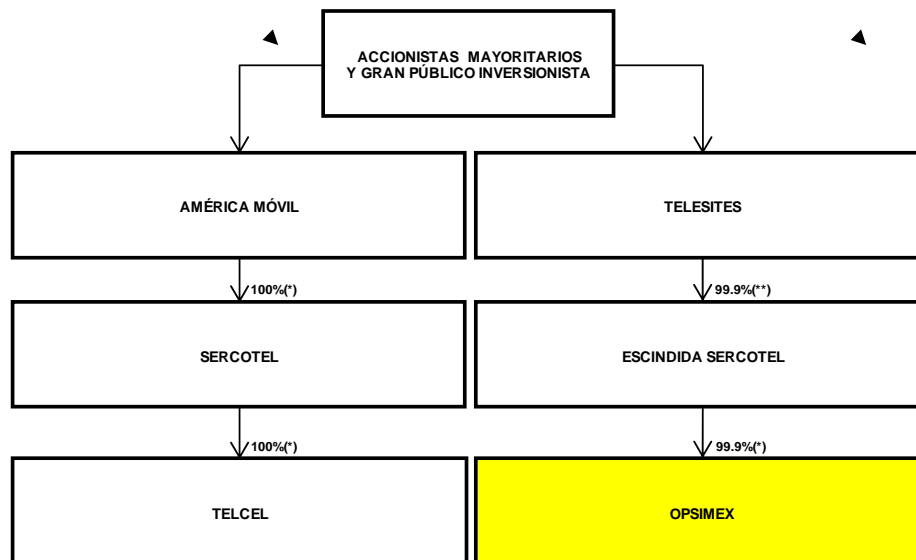 ACCIONISTAS MAYORITARIOS
Y GRAN PÚBLICO INVERSIONISTA
AMÉRICA MÓVIL
TELESITES
100%(*)
99.9%(**)
SERCOTEL
ESCINDIDA SERCOTEL
100%(*)
99.9%(*)
TELCEL
OPSIMEX